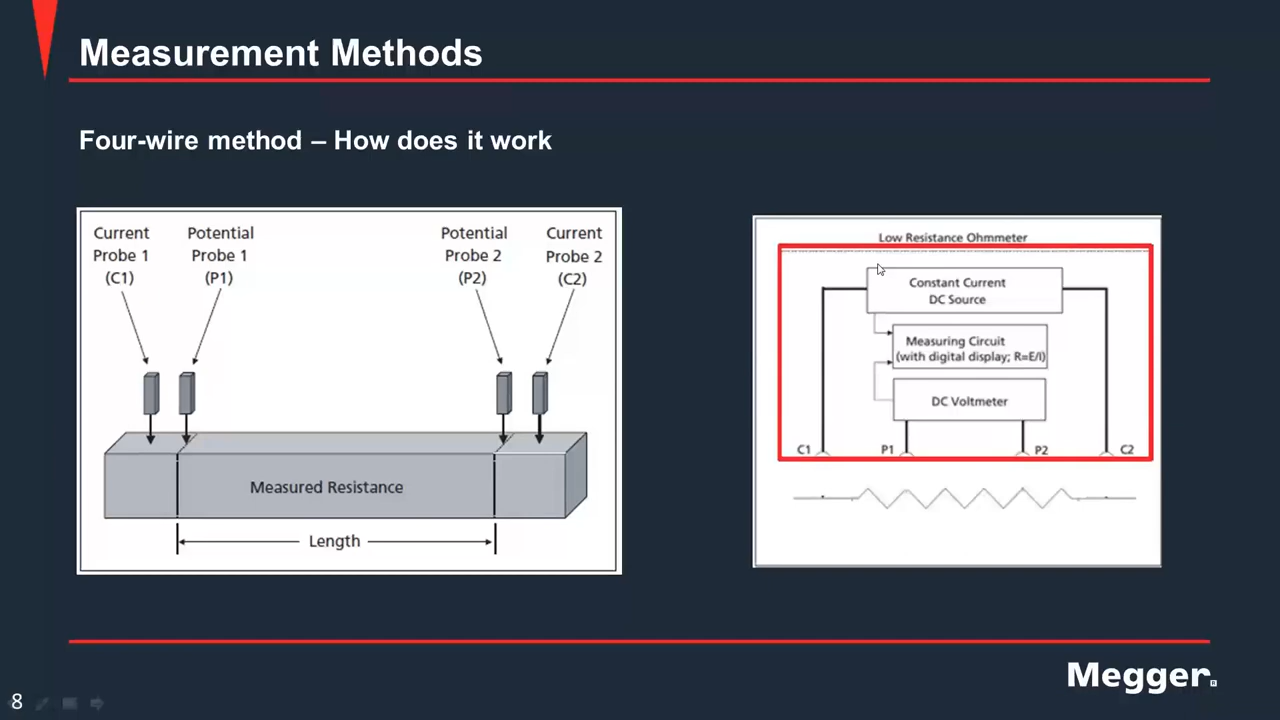 Measurement Methods
Four-wire method – How does it work
Current
Probe 1
(C1)
Potential
Probe 1
(P1)
Potential
Probe 2
(P2)
Current
Probe 2
(C2)
Measured Resistance
Length
Low Resistance Ohmmeter
Constant Current
DC Source
Measuring Circuit
(with digital display; R=E/I)
DC Voltmeter
C1
P1
P2
C2
Megger®
8